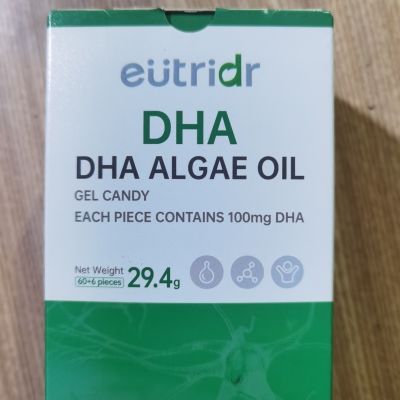 eütridr
DHA
DHA ALGAE OIL
GEL CANDY
EACH PIECE CONTAINS 100mg DHA
Net Weight
60+6 pieces
29.4g